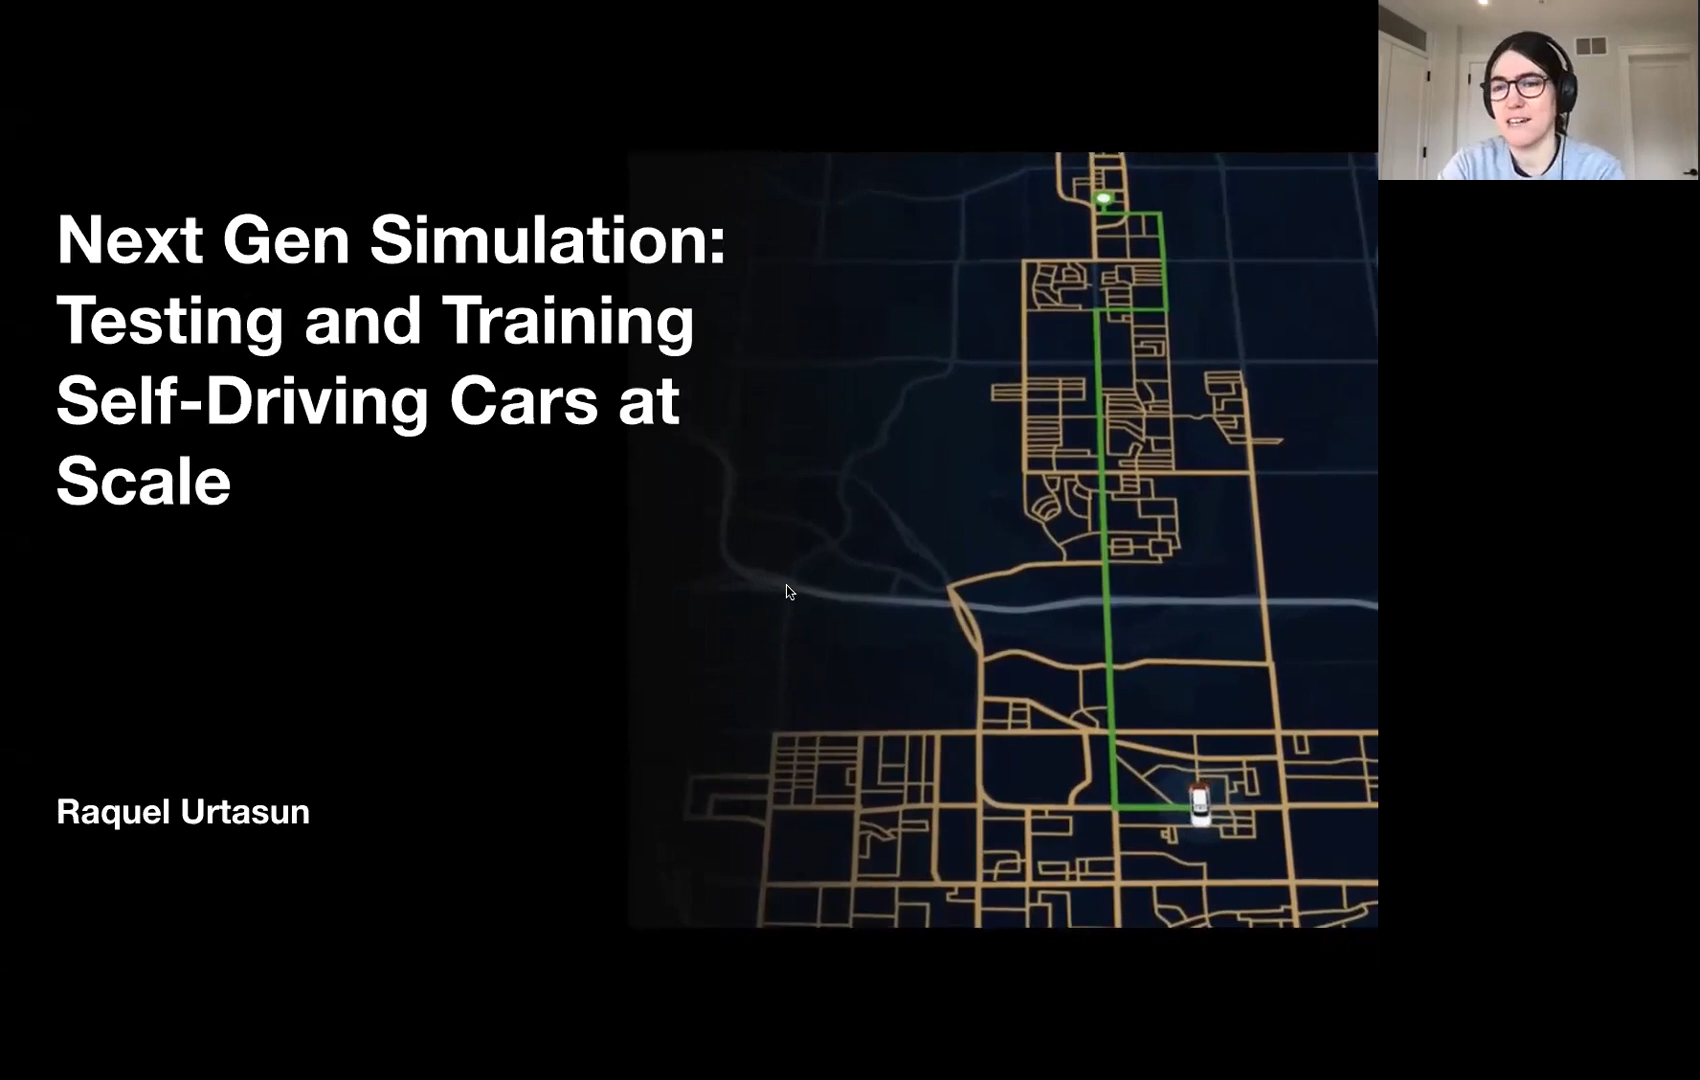 Next Gen Simulation:
Testing and Training
Self-Driving Cars at
Scale
Raquel Urtasun